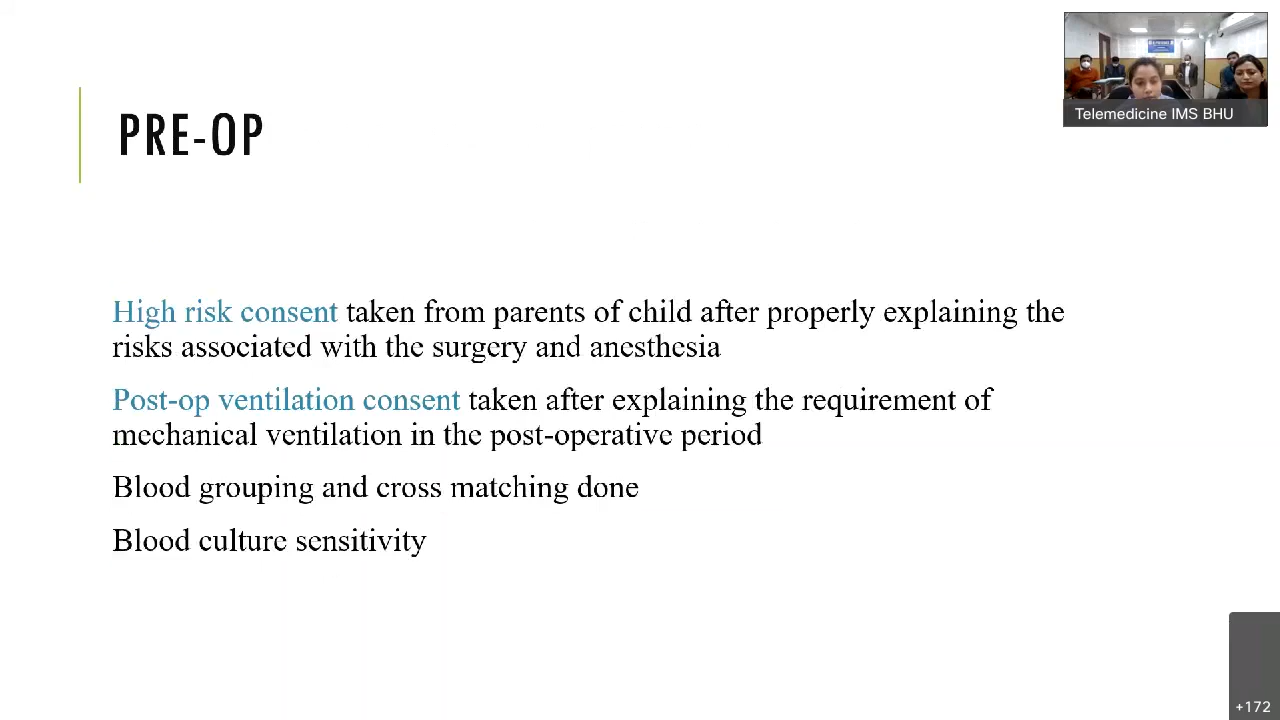 Telemedicine IMS BHU
PRE-OP
High risk consent taken from parents of child after properly explaining the
risks associated with the surgery and anesthesia
Post-op ventilation consent taken after explaining the requirement of
mechanical ventilation in the post-operative period
Blood grouping and cross matching done
Blood culture sensitivity
+172